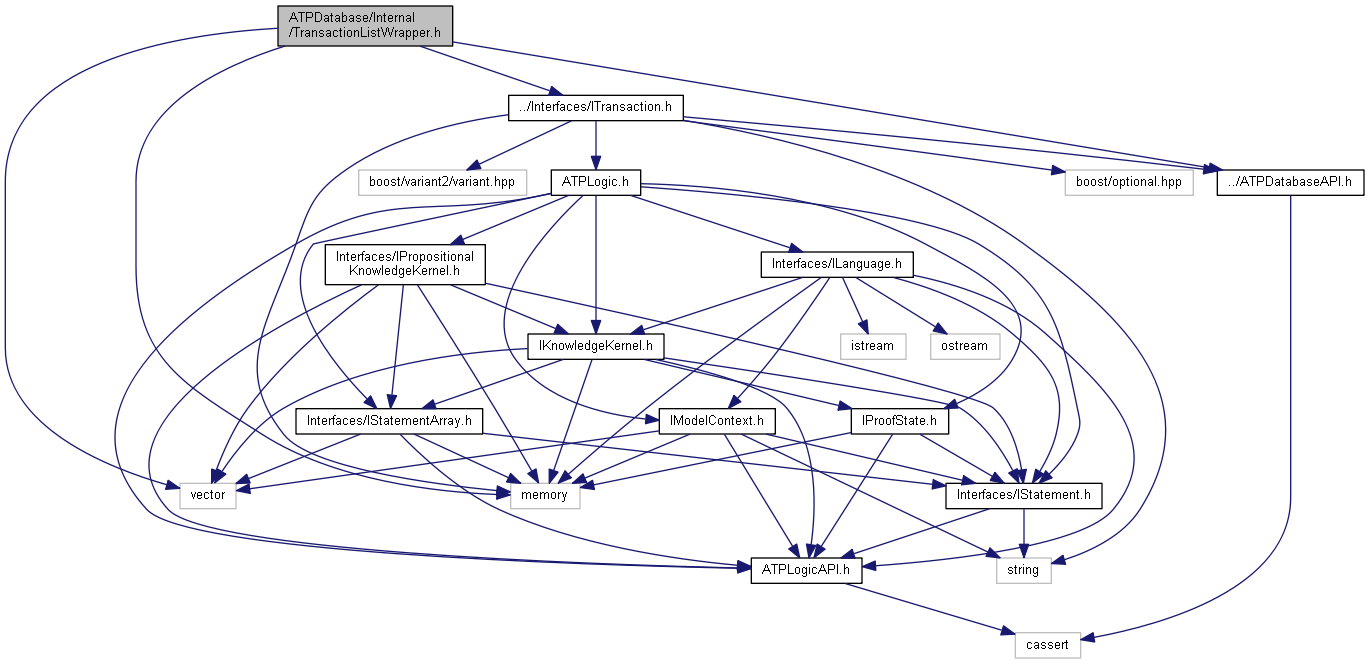 ATPDatabase/Internal
/TransactionListWrapper.h
../Interfaces/ITransaction.h
boost/variant2/variant.hpp
ATPLogic.h
boost/optional.hpp
../ATPDatabaseAPI.h
Interfaces/IPropositional
KnowledgeKernel.h
Interfaces/ILanguage.h
IKnowledgeKernel.h
istream
ostream
Interfaces/IStatementArray.h
IModelContext.h
IProofState.h
vector
memory
Interfaces/IStatement.h
ATPLogicAPI.h
string
cassert